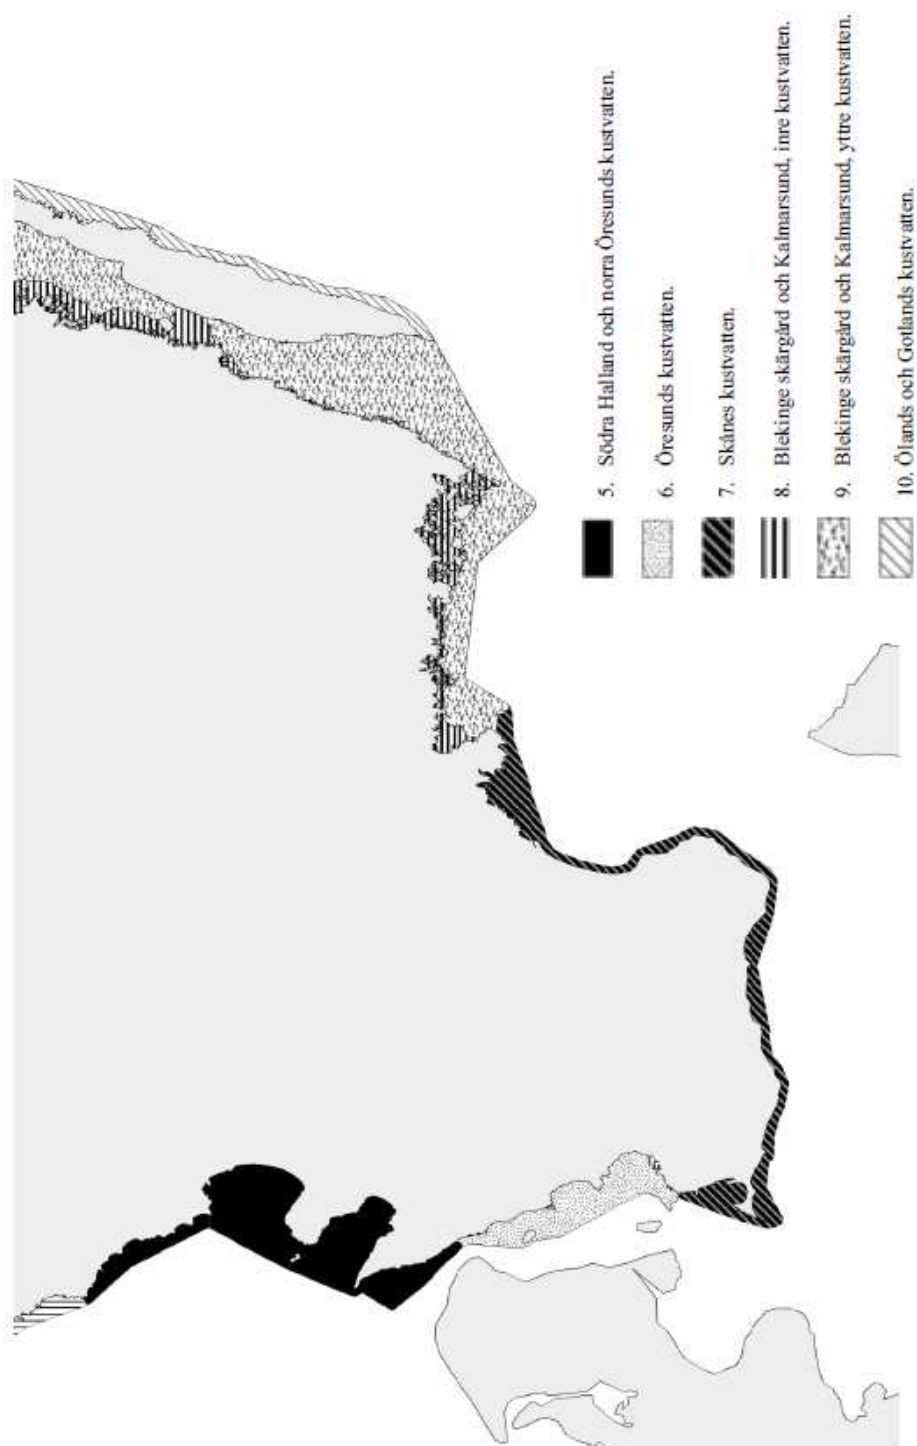 5. Södra Halland och norra Öresunds kustvatten.
6. Öresunds kustvatten.
7. Skånes kustvatten.
8. Blekinge skärgård och Kalmarsund, inre kustvatten.
9. Blekinge skärgård och Kalmarsund, yttre kustvatten.
10. Ölands och Gotlands kustvatten.